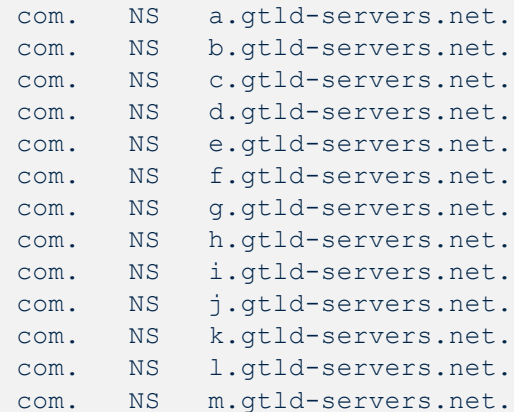 com.   NS   a.gtld-servers.net.
com.   NS   b.gtld-servers.net.
com.   NS   c.gtld-servers.net.
com.   NS   d.gtld-servers.net.
com.   NS   e.gtld-servers.net.
com.   NS   f.gtld-servers.net.
com.   NS   g.gtld-servers.net.
com.   NS   h.gtld-servers.net.
com.   NS   i.gtld-servers.net.
com.   NS   j.gtld-servers.net.
com.   NS   k.gtld-servers.net.
com.   NS   l.gtld-servers.net.
com.   NS   m.gtld-servers.net.